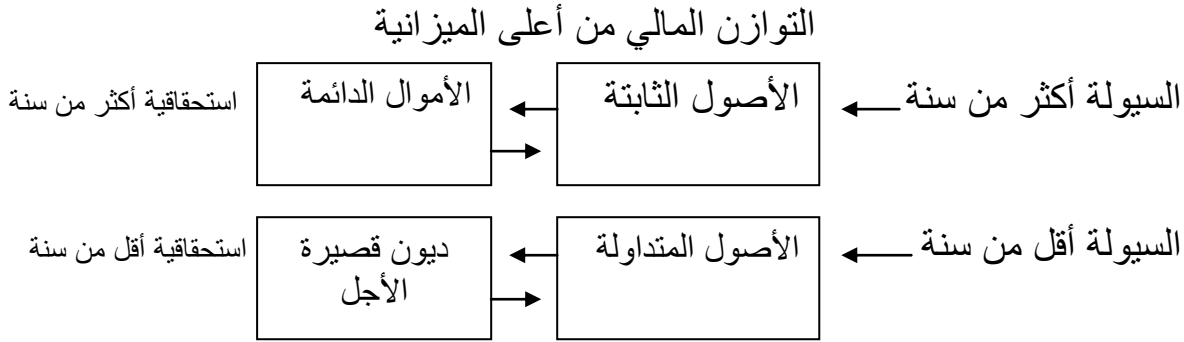 التوازن المالي من أعلى الميزانية
السيولة أكثر من سنة
الأصول الثابتة
الأموال الدائمة
استحقاقية أكثر من سنة
السيولة أقل من سنة
الأصول المتداولة
ديون قصيرة
الأجل
استحقاقية أقل من سنة